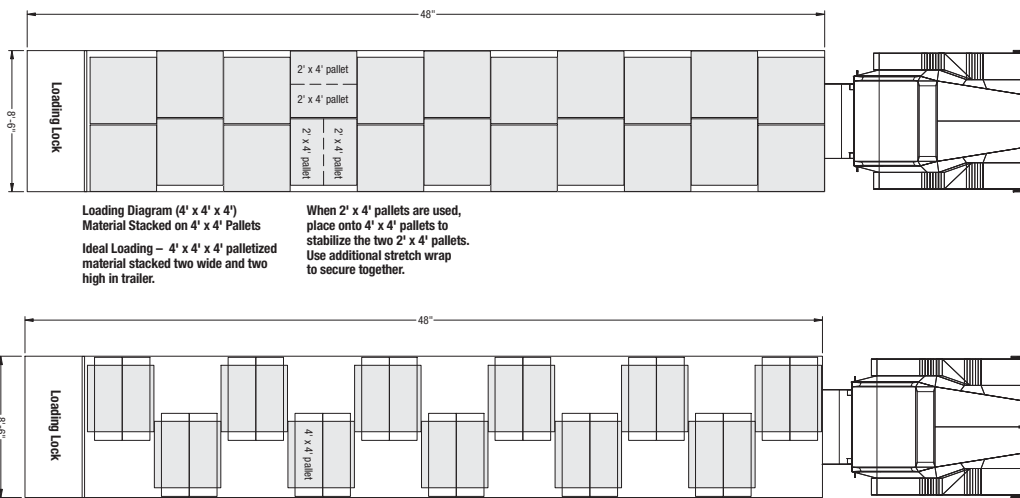 48"
8'-6"
Loading Lock
2' x 4' pallet
2' x 4' pallet
2' x 4' pallet
2' x 4' pallet
Loading Diagram (4' x 4' x 4')
Material Stacked on 4' x 4' Pallets
Ideal Loading – 4' x 4' x 4' palletized
material stacked two wide and two
high in trailer.
When 2' x 4' pallets are used,
place onto 4' x 4' pallets to
stabilize the two 2' x 4' pallets.
Use additional stretch wrap
to secure together.
48"
8'-6"
Loading Lock
4' x 4' pallet